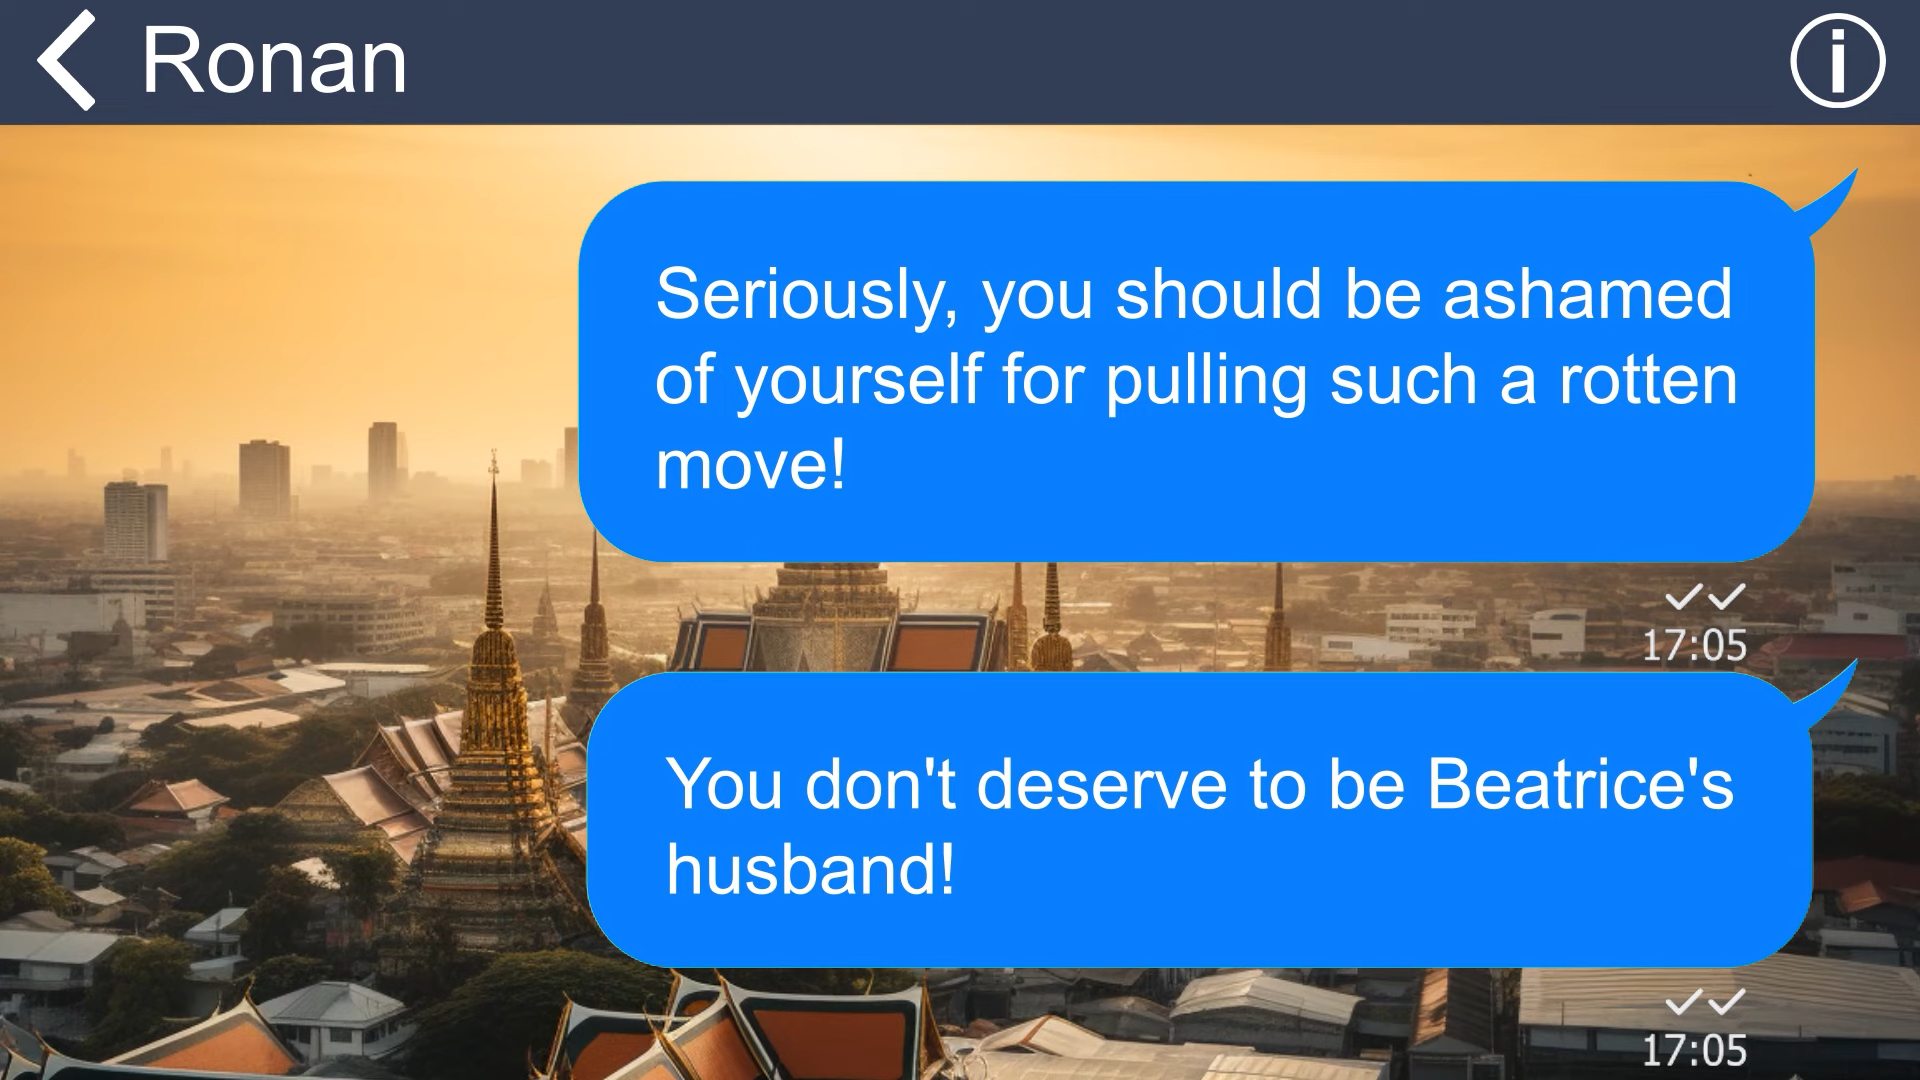 Ronan
Seriously, you should be ashamed
of yourself for pulling such a rotten
move!
17:05
You don't deserve to be Beatrice's
husband!
17:05